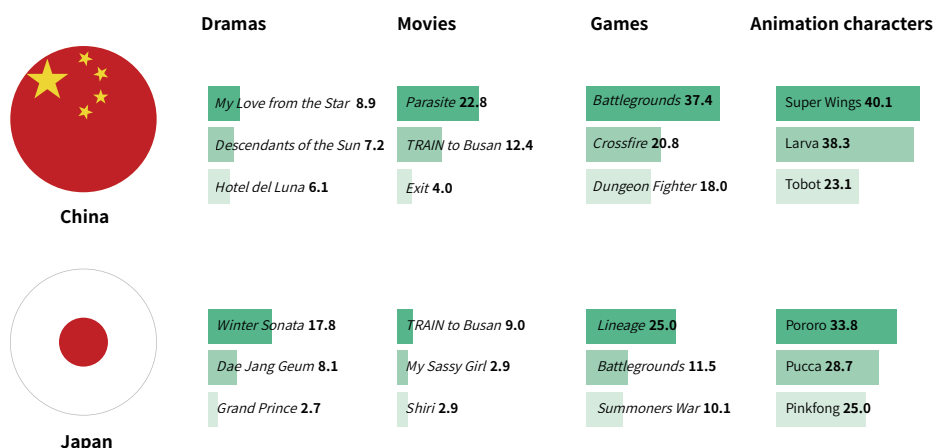 Dramas Movies Games Animation characters
My Love from the Star 8.9 Parasite 22.8 Battlegrounds 37.4 Super Wings 40.1
Descendants of the Sun 7.2 TRAIN to Busan 12.4 Crossfire 20.8 Larva 38.3
Hotel del Luna 6.1 Exit 4.0 Dungeon Fighter 18.0 Tobot 23.1
China
Winter Sonata 17.8 TRAIN to Busan 9.0 Lineage 25.0 Pororo 33.8
Dae Jang Geum 8.1 My Sassy Girl 2.9 Battlegrounds 11.5 Pucca 28.7
Grand Prince 2.7 Shiri 2.9 Summoners War 10.1 Pinkfong 25.0
Japan